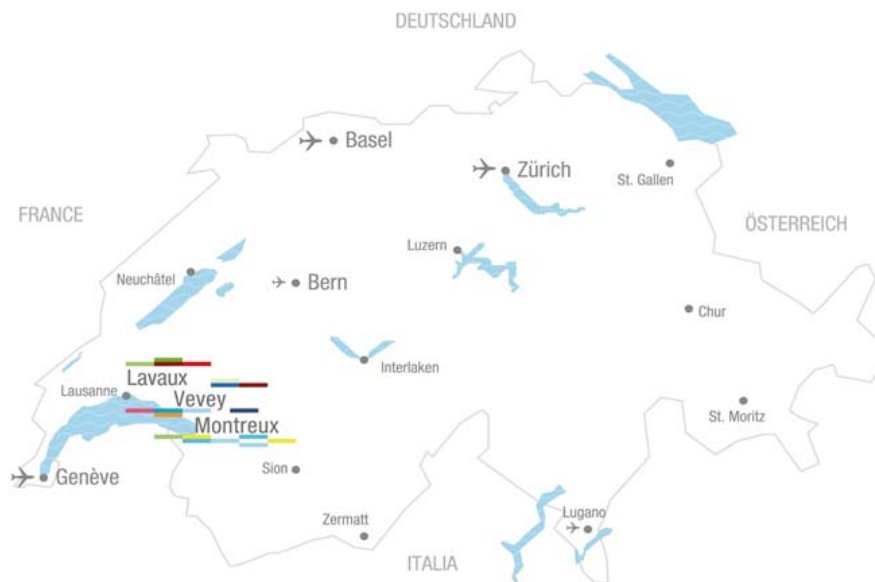 DEUTSCHLAND
Basel
Zürich
St. Gallen
FRANCE
ÖSTERREICH
Luzern
Neuchâtel
Bern
Chur
Interlaken
Lavaux
Lausanne
Vevey
St. Moritz
Montreux
Sion
Genève
Zermatt
Lugano
ITALIA